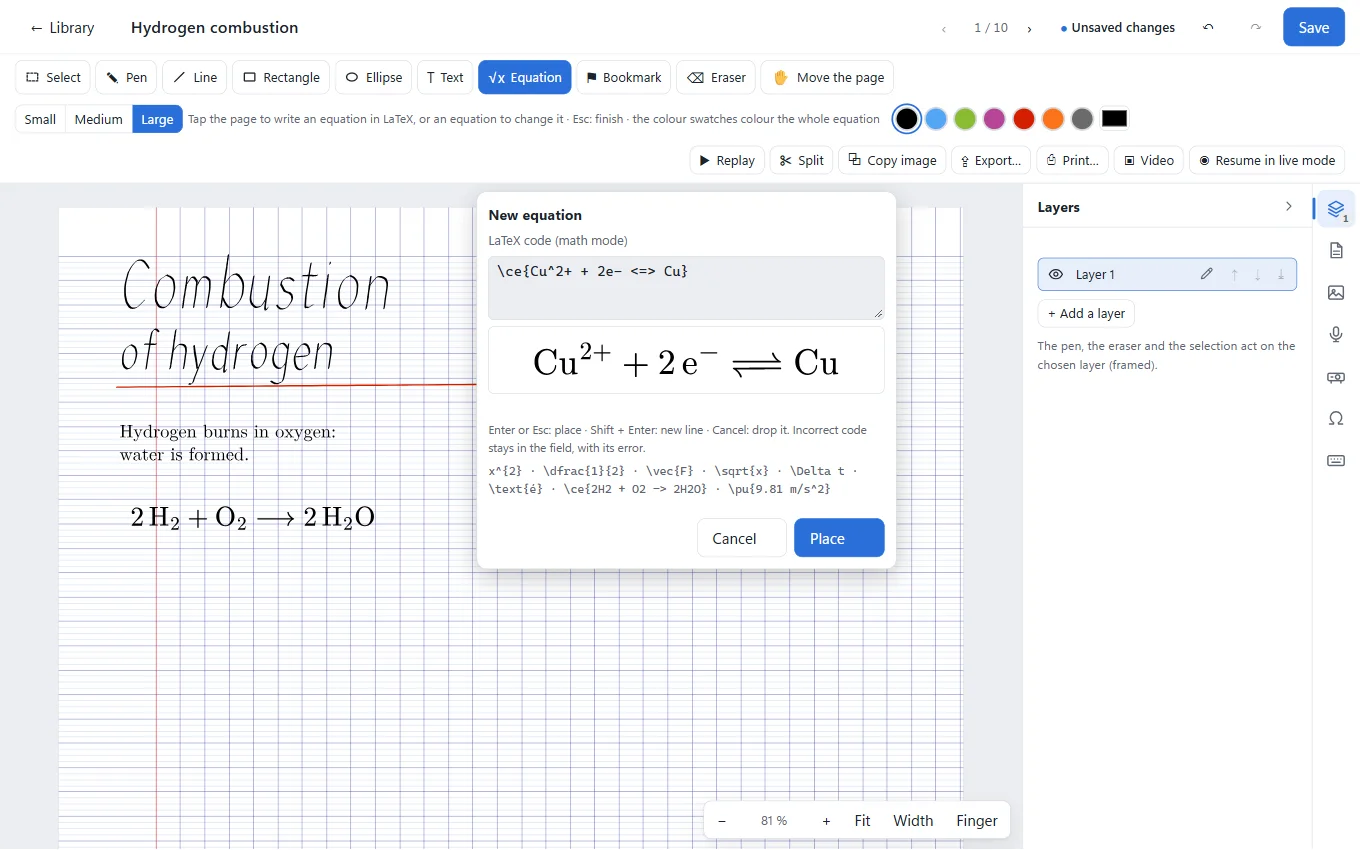 ← Library
Hydrogen combustion
‹ 1 / 10 ›
Unsaved changes
Save
Select
Pen
Line
Rectangle
Ellipse
T Text
√x Equation
Bookmark
Eraser
Move the page
Small
Medium
Large
Tap the page to write an equation in LaTeX, or an equation to change it · Esc: finish · the colour swatches colour the whole equation
Replay
Split
Copy image
Export...
Print...
Video
Resume in live mode
Combustion
of hydrogen
Hydrogen burns in oxygen:
water is formed.
2 H₂ + O₂ ⟶ 2 H₂O
New equation
LaTeX code (math mode)
\ce{Cu^2+ + 2e- <=> Cu}
Cu²⁺ + 2 e⁻ ⇌ Cu
Enter or Esc: place · Shift + Enter: new line · Cancel: drop it. Incorrect code
stays in the field, with its error.
x^{2} · \dfrac{1}{2} · \vec{F} · \sqrt{x} · \Delta t ·
\text{é} · \ce{2H2 + O2 -> 2H2O} · \pu{9.81 m/s^2}
Cancel
Place
Layers
1
Layer 1
+ Add a layer
The pen, the eraser and the selection act on the
chosen layer (framed).
Ω
− 81 % +
Fit
Width
Finger